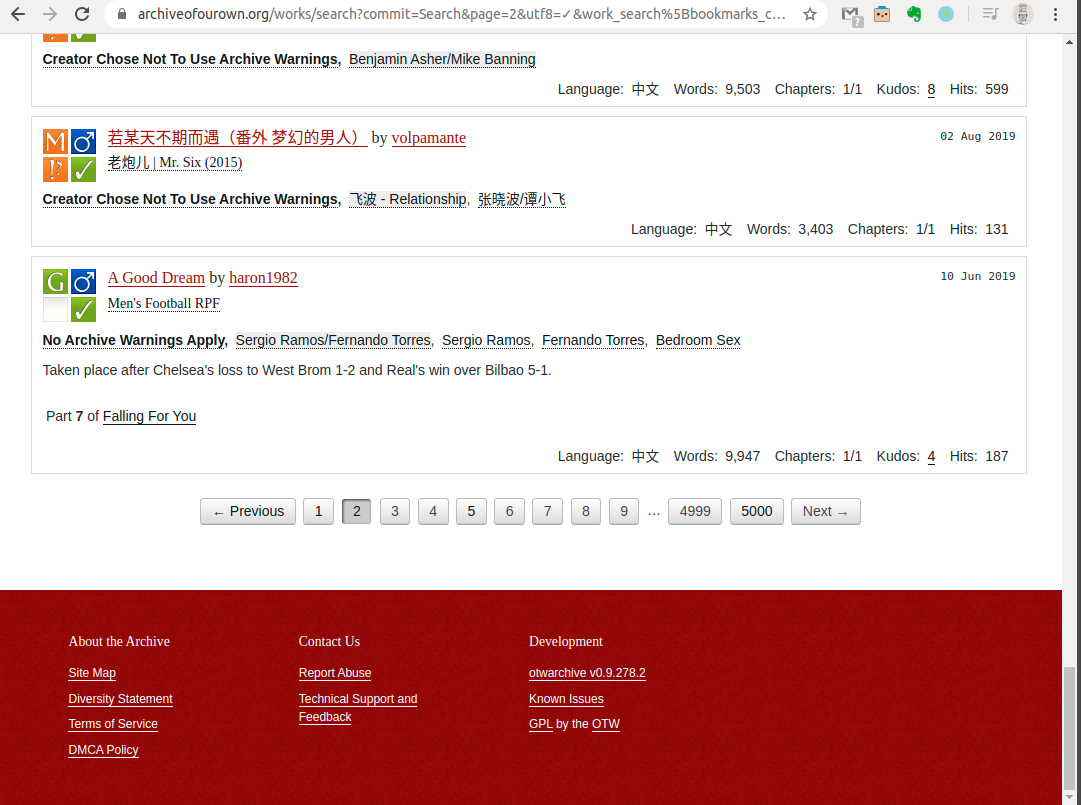 archiveofourown.org/works/search?commit=Search&page=2&utf8=✓&work_search%5Bbookmarks_c...
Creator Chose Not To Use Archive Warnings, Benjamin Asher/Mike Banning
Language: 中文 Words: 9,503 Chapters: 1/1 Kudos: 8 Hits: 599
M 若某天不期而遇（番外 梦幻的男人） by volpamante 02 Aug 2019
老炮儿 | Mr. Six (2015)
Creator Chose Not To Use Archive Warnings, 飞波 - Relationship, 张晓波/谭小飞
Language: 中文 Words: 3,403 Chapters: 1/1 Hits: 131
G A Good Dream by haron1982 10 Jun 2019
Men's Football RPF
No Archive Warnings Apply, Sergio Ramos/Fernando Torres, Sergio Ramos, Fernando Torres, Bedroom Sex
Taken place after Chelsea's loss to West Brom 1-2 and Real's win over Bilbao 5-1.
Part 7 of Falling For You
Language: 中文 Words: 9,947 Chapters: 1/1 Kudos: 4 Hits: 187
← Previous 1 2 3 4 5 6 7 8 9 … 4999 5000 Next →
About the Archive
Site Map
Diversity Statement
Terms of Service
DMCA Policy
Contact Us
Report Abuse
Technical Support and
Feedback
Development
otwarchive v0.9.278.2
Known Issues
GPL by the OTW